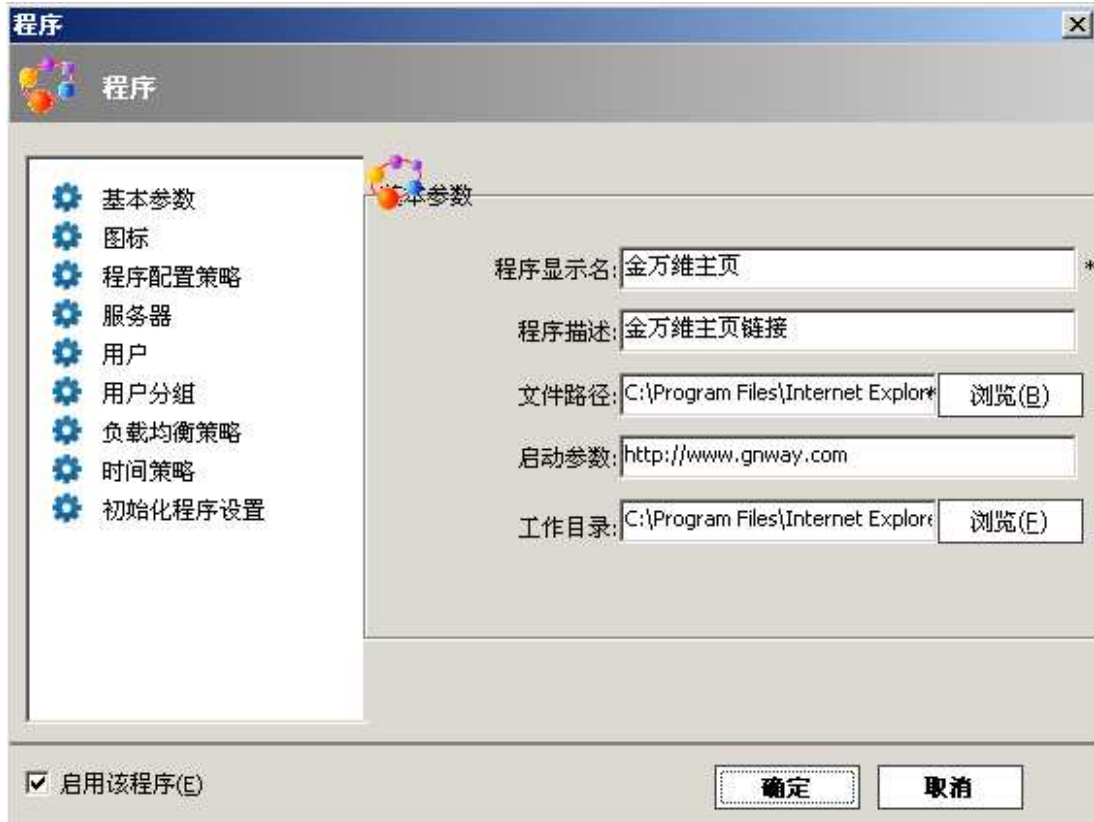 程序
程序
基本参数
图标
程序配置策略
服务器
用户
用户分组
负载均衡策略
时间策略
初始化程序设置
基本参数
程序显示名: 金万维主页 *
程序描述: 金万维主页链接
文件路径: C:\Program Files\Internet Explor* 浏览(B)
启动参数: http://www.gnway.com
工作目录: C:\Program Files\Internet Explore 浏览(F)
启用该程序(E)
确定 取消